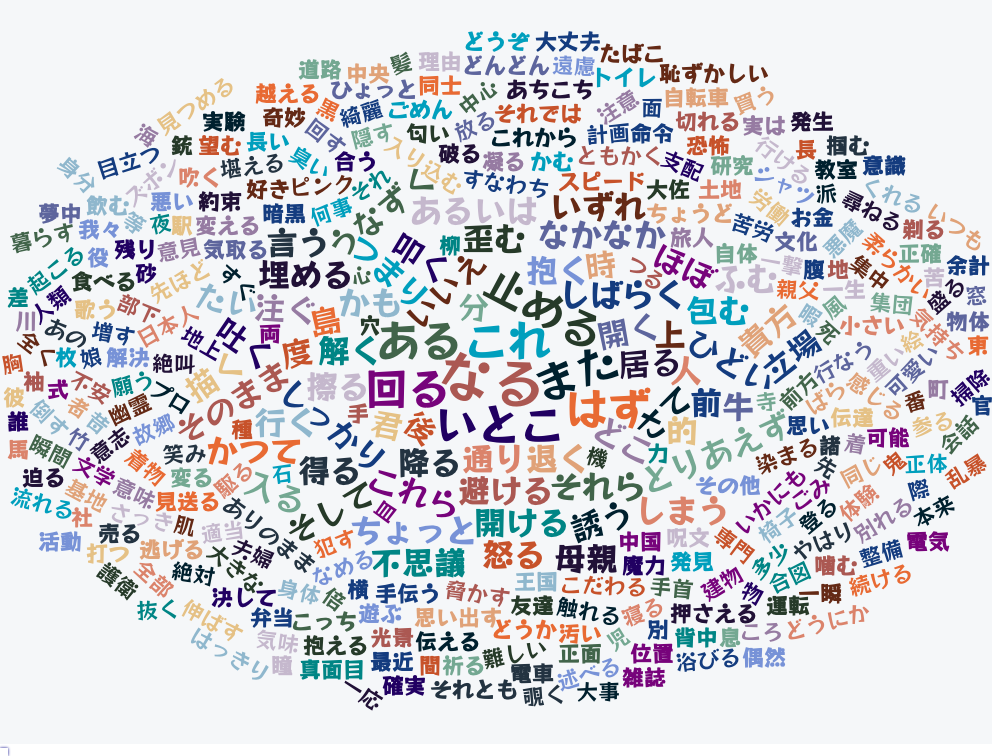 どうぞ 大丈夫
たばこ
道路 中央 髪 理由 どんどん 遠慮
トイレ 恥ずかしい
越える ひょっと 同士 中心 あちこち
見つめる 奇妙 黒 綺麗 ごめん それでは 注意 面 自転車 買う
海 実験 回す 隠す 匂い 放る これから 計画 命令 切れる 実は 発生
銃 望む 長い 臭い 合う 入り込む 破る 凝る かむ ともかく 支配 恐怖 研究 行ける 長 掴む
身分 目立つ ズボン 吹く 堪える すなわち スピード 大佐 土地 シャツ 教室 意識
夢中 飲む 等 悪い 約束 好き ピンク それ あるいは いずれ ちょうど 労働 派 くれる
暮らす 我々 夜 駅 変える 暗黒 何事 なず 柳 歪む なかなか 旅人 苦労 お金 尋ねる 剃る いつも
起こる 役 残り 意見 気取る 言う う つまり 叩く 抱く 時 つる ほぼ 自体 文化 悪魔 柔らかい 正確
差 人類 食べる 砂 先ほど すぐ 埋める 心 いいえ 止める しばらく ふむ 一撃 腹 地 集中 苦 余計
川 歌う 部下 たい 注ぐ かも 分 包む 親父 一生 集団 盛る 窓
全く あの 増す 日本人 地上 吐く 両 島 穴 ある これ 開く 上 貴方 死 風 小さい 絵 気持ち 物体
胸 枚 娘 解決 絶叫 描く 度 解く また 居る ひどい 立場 行なう 重い 可愛い 東
袖 式 不安 願う プロ そのまま 擦る 回る なる 人 前方 感じる 町 掃除
彼 倒す 者 幽霊 しっかり 手 君 後 いとこ はず さて 前 牛 寺 ばらばら 番 官
誰 竹 意志 故郷 種 行く どこ 的 とりあえず 思い 伝達 参る
馬 瞬間 文学 着物 笑み かつて 得る 降る 通り 退く 機 染まる 諸 着 可能 会話
迫る 基地 意味 変る 駆る 石 入る これら 避ける それら その他 先 同じ 鬼 正体 乱暴
流れる 社 さつき 見送る ありのまま そして 皿 しまう いかにも ごみ 体験 際
活動 売る 肌 適当 犯す ちょっと 開ける 誘う 中国 呪文 専門 椅子 登る 別れる 本来
打つ 逃げる 大きな 夫婦 なめる 不思議 怒る 母親 魔力 発見 多少 やはり 整備 電気
護衛 全部 絶対 決して 身体 倍 横 手伝う 脅かす 王国 こだわる 手首 建物 物 合図 噛む 続ける
抜く 伸ばす 弁当 こっち 遊ぶ 思い出す 友達 触れる 寝る 押さえる 運転 一瞬
はっきり 気味 抱える 光景 伝える どうか 汚い 児 別 背中 息 ころ どうにか
瞳 真面目 最近 間 祈る 難しい 正面 位置 浴びる 偶然
一応 確実 それとも 電車 覗く 述べる 大事 雑誌